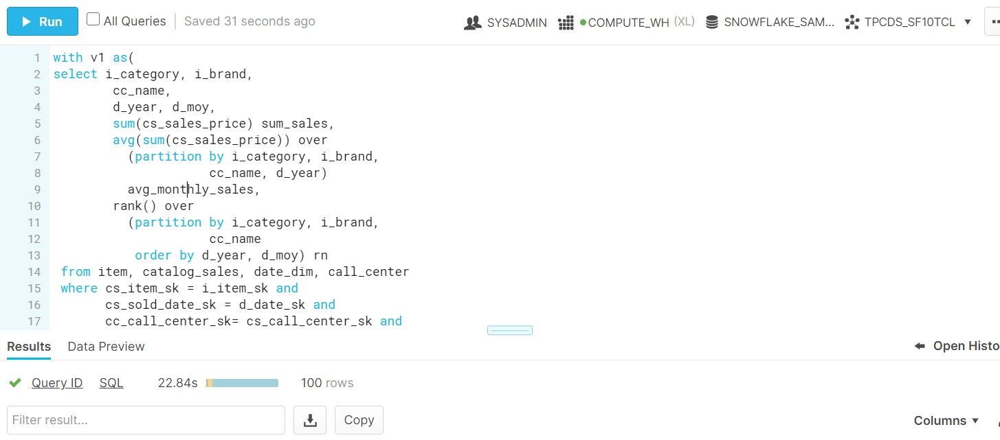 Run All Queries Saved 31 seconds ago SYSADMIN COMPUTE_WH (XL) SNOWFLAKE_SAM... TPCDS_SF10TCL
1 with v1 as(
2 select i_category, i_brand,
3 cc_name,
4 d_year, d_moy,
5 sum(cs_sales_price) sum_sales,
6 avg(sum(cs_sales_price)) over
7 (partition by i_category, i_brand,
8 cc_name, d_year)
9 avg_monthly_sales,
10 rank() over
11 (partition by i_category, i_brand,
12 cc_name
13 order by d_year, d_moy) rn
14 from item, catalog_sales, date_dim, call_center
15 where cs_item_sk = i_item_sk and
16 cs_sold_date_sk = d_date_sk and
17 cc_call_center_sk= cs_call_center_sk and
Results Data Preview Open Histo
Query ID SQL 22.84s 100 rows
Filter result... Copy Columns